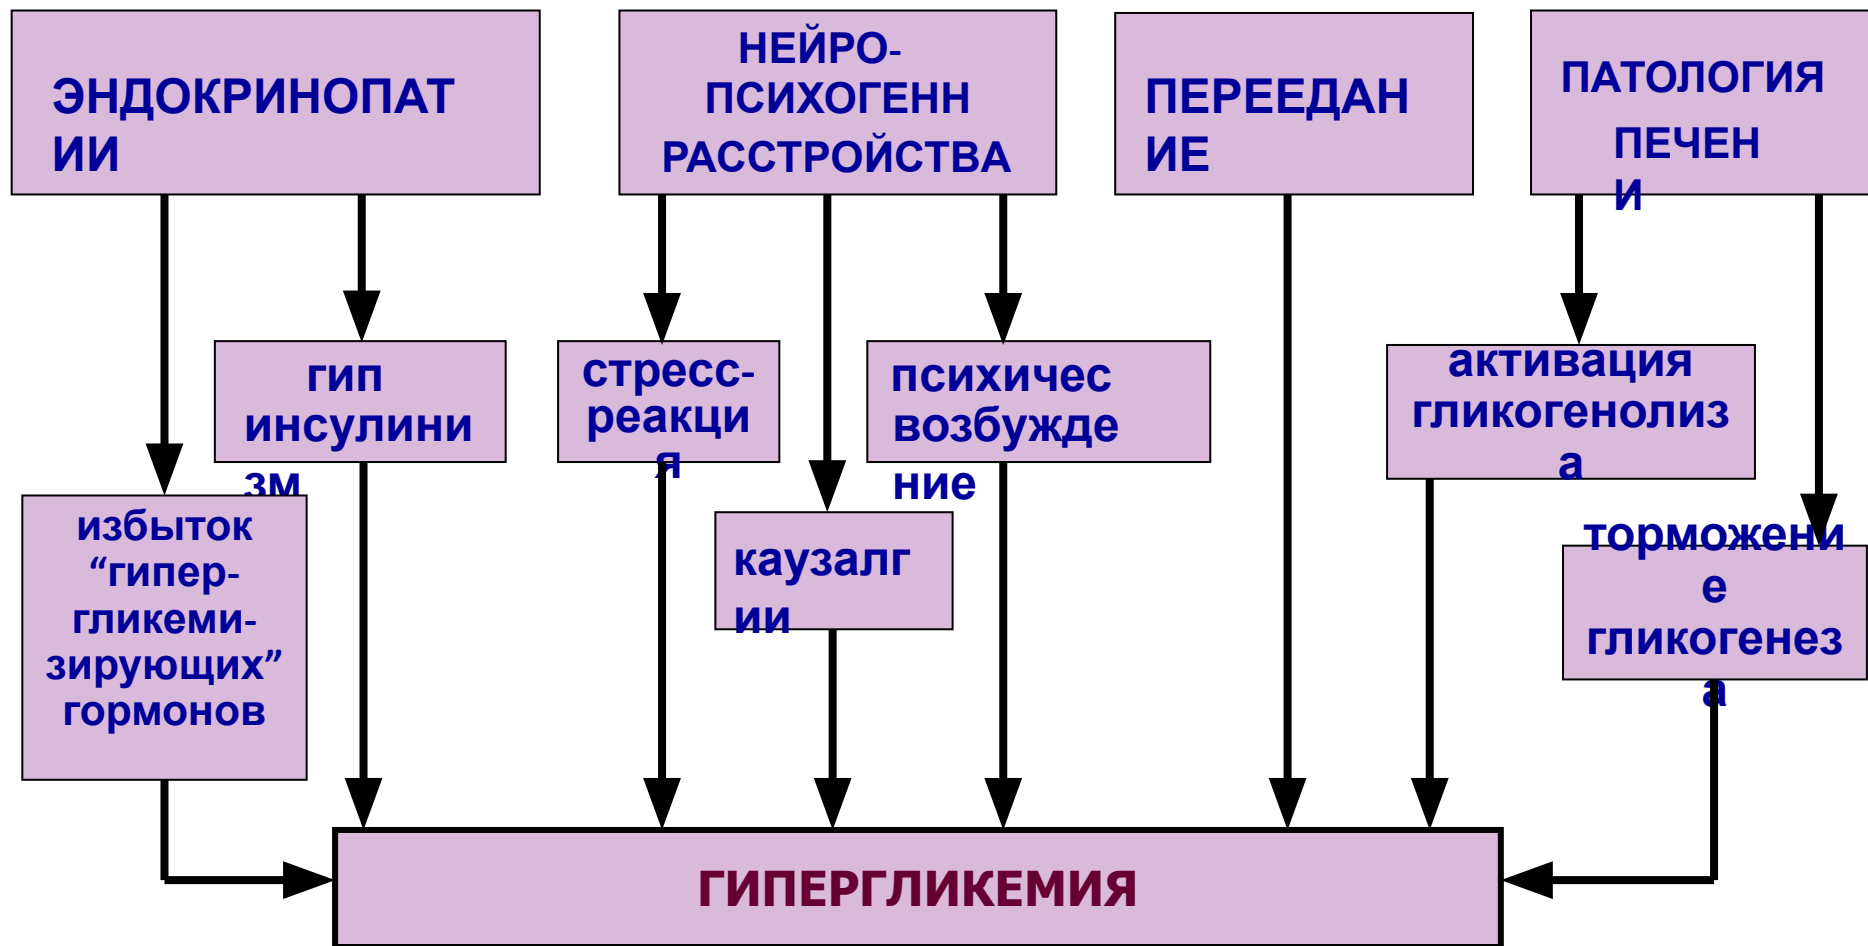 ЭНДОКРИНОПАТ
ИИ
НЕЙРО-
ПСИХОГЕНН
РАССТРОЙСТВА
ПЕРЕЕДАН
ИЕ
ПАТОЛОГИЯ
ПЕЧЕН
И
гип
инсулини
зм
стресс-
реакци
я
психичес
возбужде
ние
активация
гликогенолиз
а
избыток
“гипер-
гликеми-
зирующих”
гормонов
каузалг
ии
торможени
е
гликогенез
а
ГИПЕРГЛИКЕМИЯ